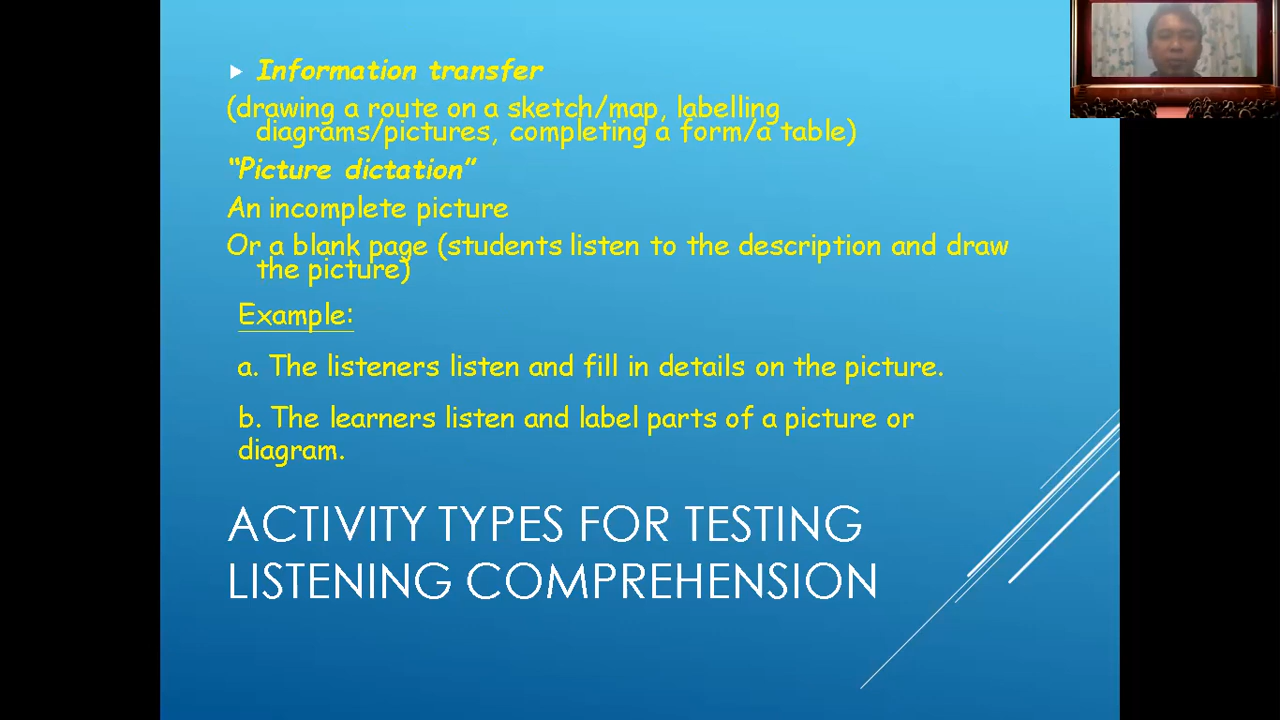 Information transfer
(drawing a route on a sketch/map, labelling
diagrams/pictures, completing a form/a table)
“Picture dictation”
An incomplete picture
Or a blank page (students listen to the description and draw
the picture)
Example:
a. The listeners listen and fill in details on the picture.
b. The learners listen and label parts of a picture or
diagram.
ACTIVITY TYPES FOR TESTING
LISTENING COMPREHENSION